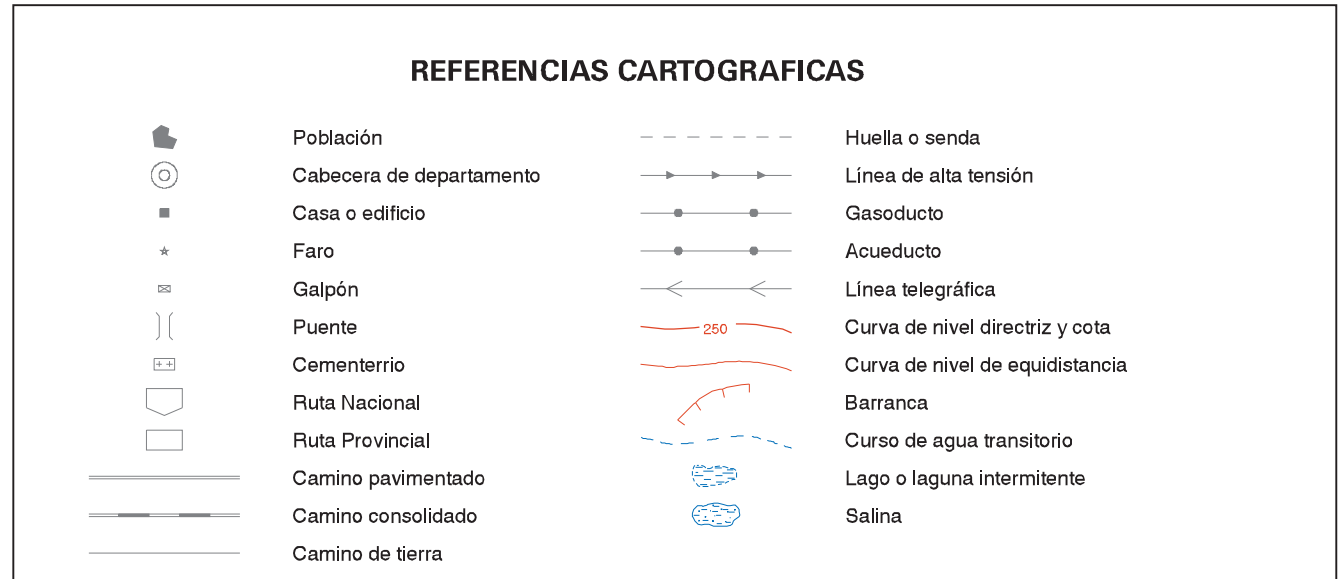 REFERENCIAS CARTOGRAFICAS
Población
Cabecera de departamento
Casa o edificio
Faro
Galpón
Puente
Cementerrio
Ruta Nacional
Ruta Provincial
Camino pavimentado
Camino consolidado
Camino de tierra
Huella o senda
Línea de alta tensión
Gasoducto
Acueducto
Línea telegráfica
250 Curva de nivel directriz y cota
Curva de nivel de equidistancia
Barranca
Curso de agua transitorio
Lago o laguna intermitente
Salina